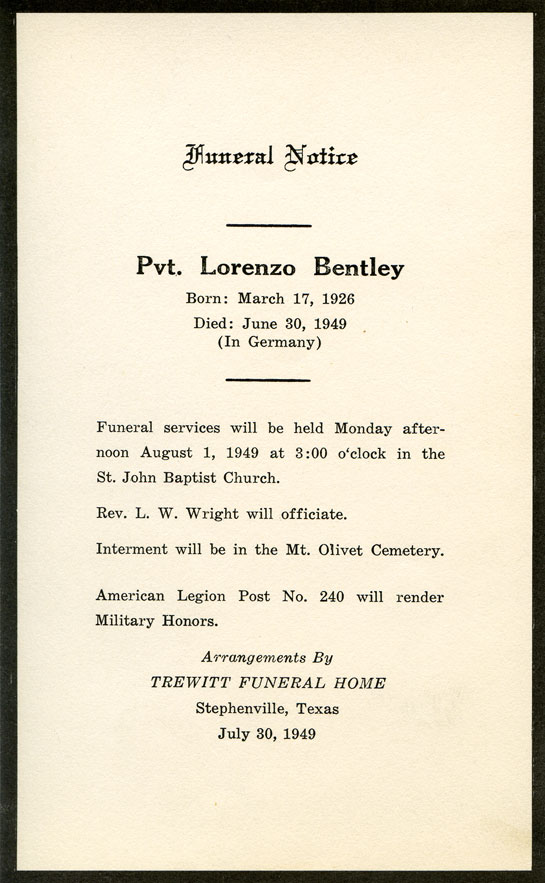 Funeral Notice
Pvt. Lorenzo Bentley
Born: March 17, 1926
Died: June 30, 1949
(In Germany)
Funeral services will be held Monday after-
noon August 1, 1949 at 3:00 o‘clock in the
St. John Baptist Church.
Rev. L. W. Wright will officiate.
Interment will be in the Mt. Olivet Cemetery.
American Legion Post No. 240 will render
Military Honors.
Arrangements By
TREWITT FUNERAL HOME
Stephenville, Texas
July 30, 1949